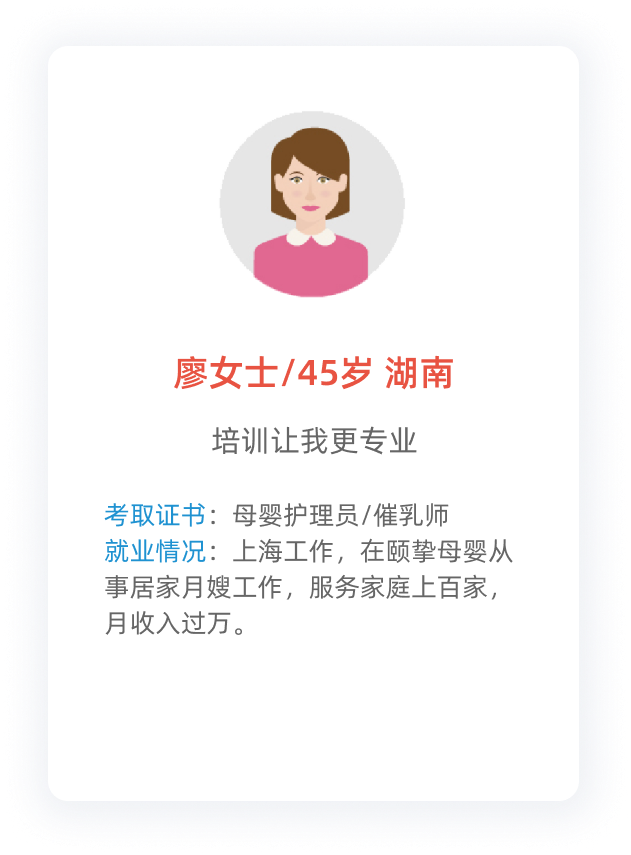 廖女士/45岁 湖南
培训让我更专业
考取证书：母婴护理员/催乳师
就业情况：上海工作，在颐挚母婴从
事居家月嫂工作，服务家庭上百家，
月收入过万。